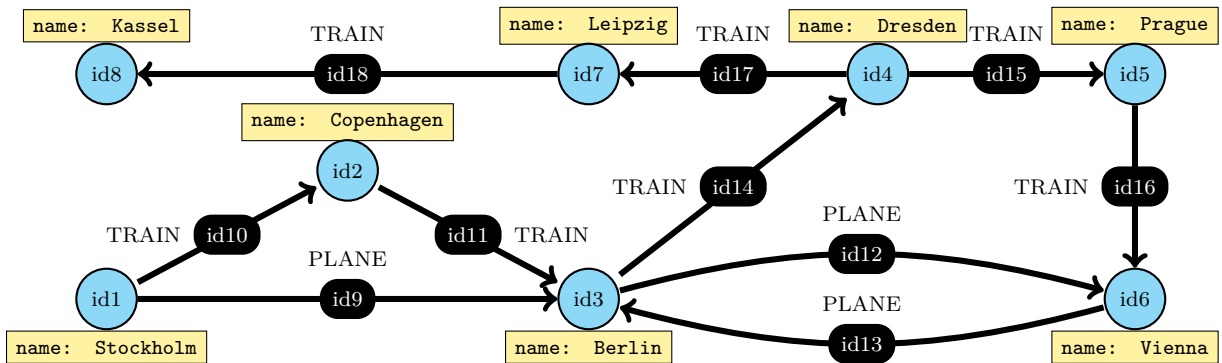 name: Kassel
TRAIN
name: Leipzig
TRAIN
name: Dresden
TRAIN
name: Prague
id8
id18
id7
id17
id4
id15
id5
name: Copenhagen
id2
TRAIN
id14
TRAIN
id16
TRAIN
id10
id11
TRAIN
PLANE
id12
PLANE
id1
id9
id3
PLANE
id13
id6
name: Stockholm
name: Berlin
name: Vienna